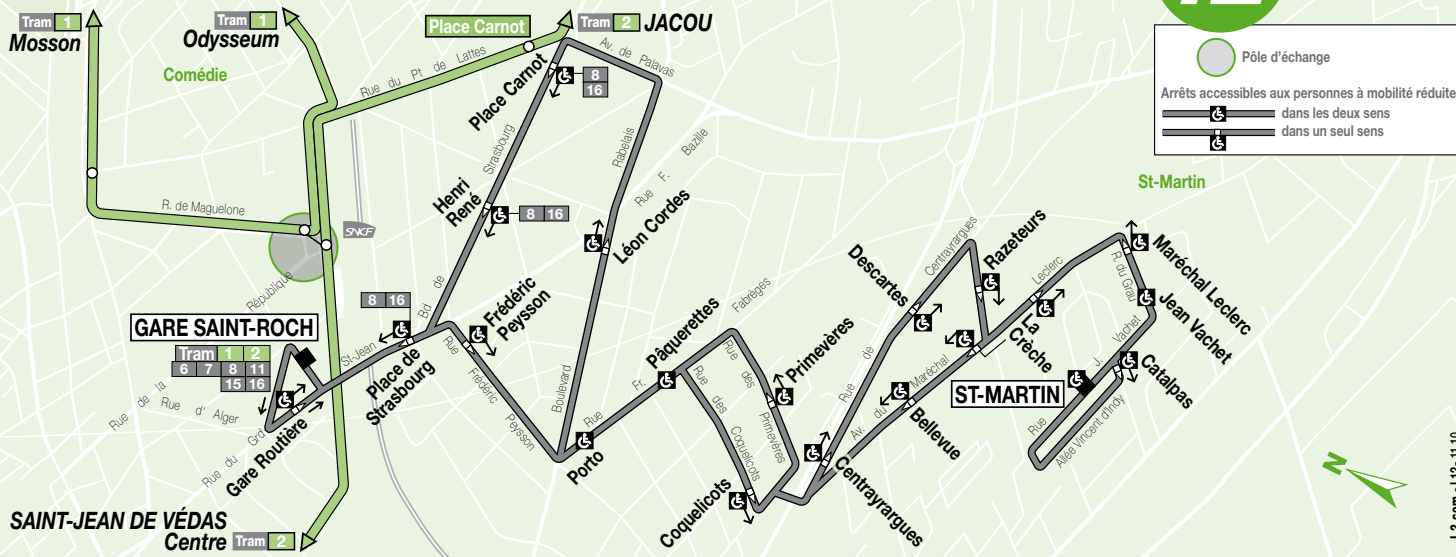 Tram 1
Mosson
Tram 1
Odysseum
Comédie
Place Carnot
Tram 2 JACOU
Rue du Pt de Lattes
Av. de Palavas
Place Carnot
8
16
Strasbourg
Bd de
Rabelais
Boulevard
Rue F. Bazille
Henri
René
8 16
Léon Cordes
R. de Maguelone
SNCF
République
Rue de la
GARE SAINT-ROCH
Tram 1 2
6 7 8 11
15 16
Rue d' Alger
Rue du Grd
St-Jean
Gare Routière
8 16
Place de
Strasbourg
Frédéric
Peysson
Rue Frédéric Peysson
Porto
Rue Fr. Fabrèges
Pâquerettes
Rue des Coquelicots
Coquelicots
Rue des Primevères
Primevères
Centrayrargues
Rue de Centrayrargues
Descartes
Razeteurs
Av. du Maréchal Leclerc
Bellevue
La
Crèche
Maréchal Leclerc
R. du Grau
Jean Vachet
Rue J. Vachet
Catalpas
ST-MARTIN
Allée Vincent d'Indy
St-Martin
SAINT-JEAN DE VÉDAS
Centre Tram 2
Pôle d'échange
Arrêts accessibles aux personnes à mobilité réduite
dans les deux sens
dans un seul sens
N